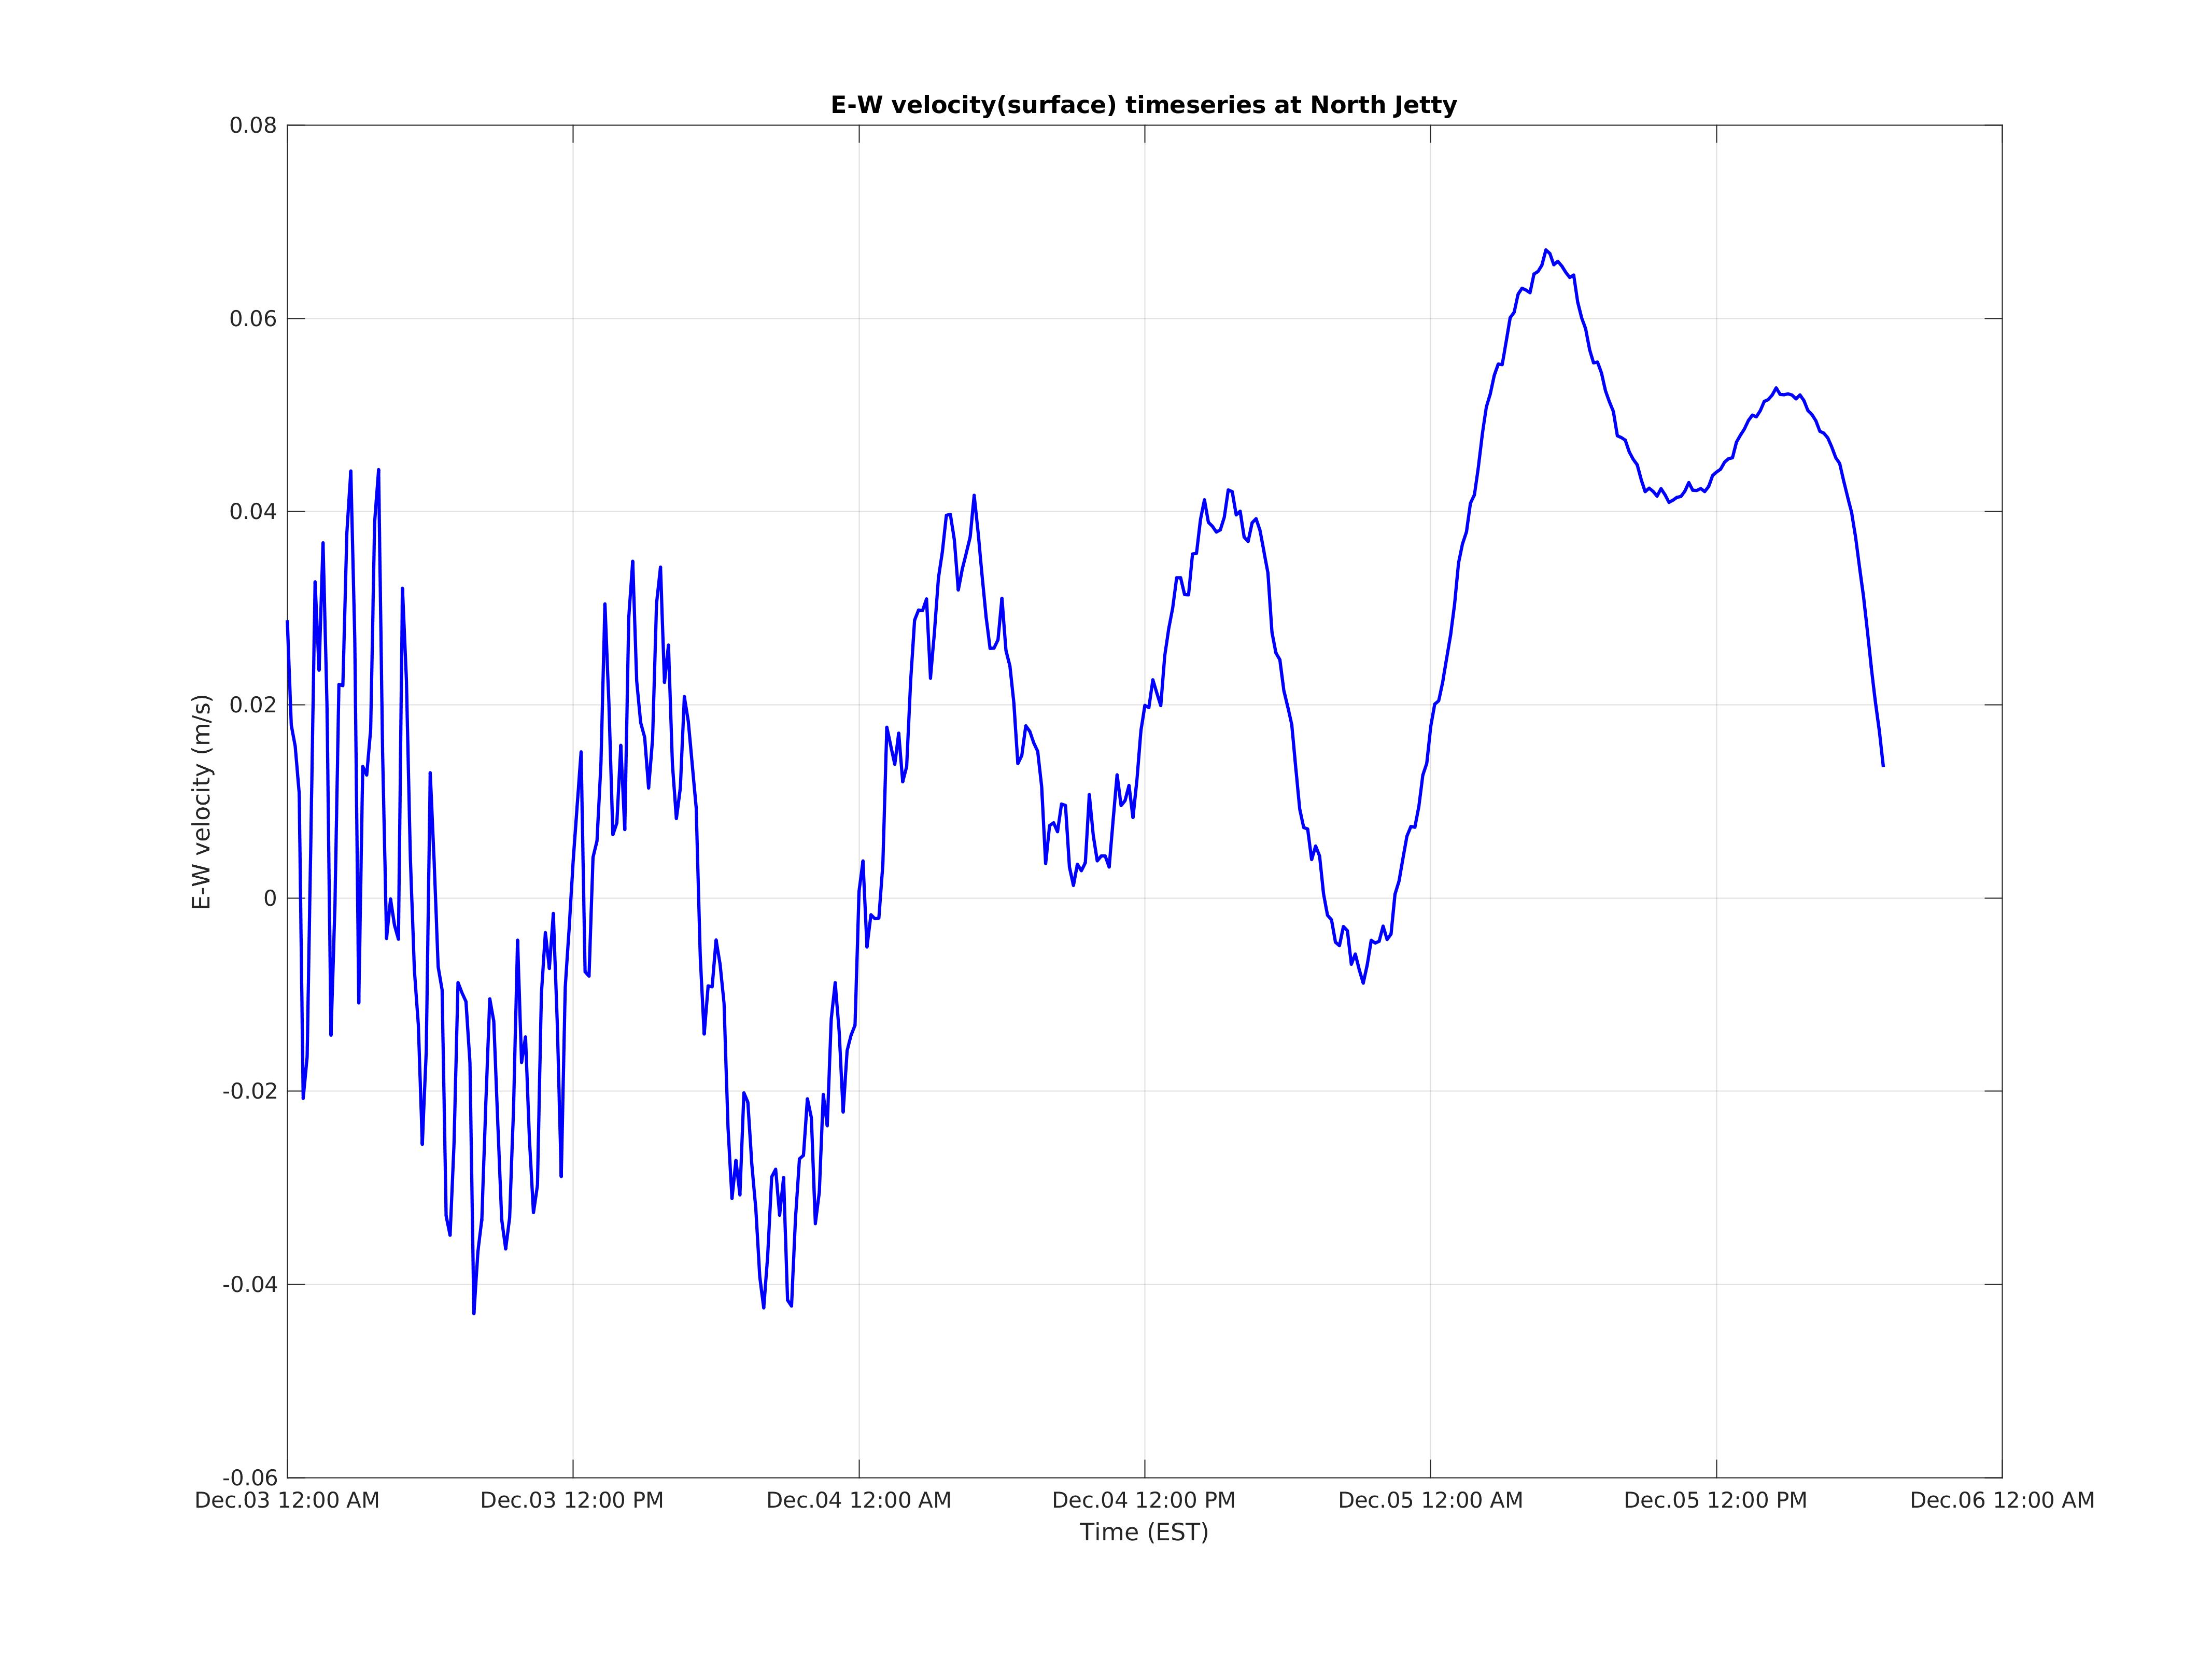 E-W velocity(surface) timeseries at North Jetty
0.08
0.06
0.04
0.02
0
-0.02
-0.04
-0.06
E-W velocity (m/s)
Dec.03 12:00 AM Dec.03 12:00 PM Dec.04 12:00 AM Dec.04 12:00 PM Dec.05 12:00 AM Dec.05 12:00 PM Dec.06 12:00 AM
Time (EST)